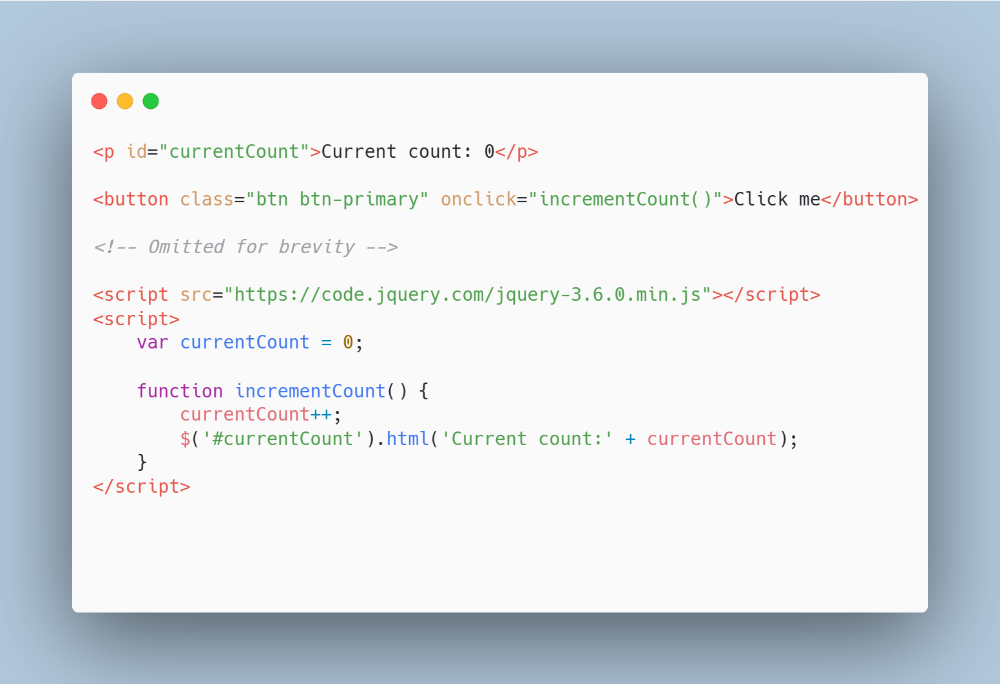 <p id="currentCount">Current count: 0</p>
<button class="btn btn-primary" onclick="incrementCount()">Click me</button>
<!-- Omitted for brevity -->
<script src="https://code.jquery.com/jquery-3.6.0.min.js"></script>
<script>
    var currentCount = 0;
    function incrementCount() {
        currentCount++;
        $('#currentCount').html('Current count:' + currentCount);
    }
</script>